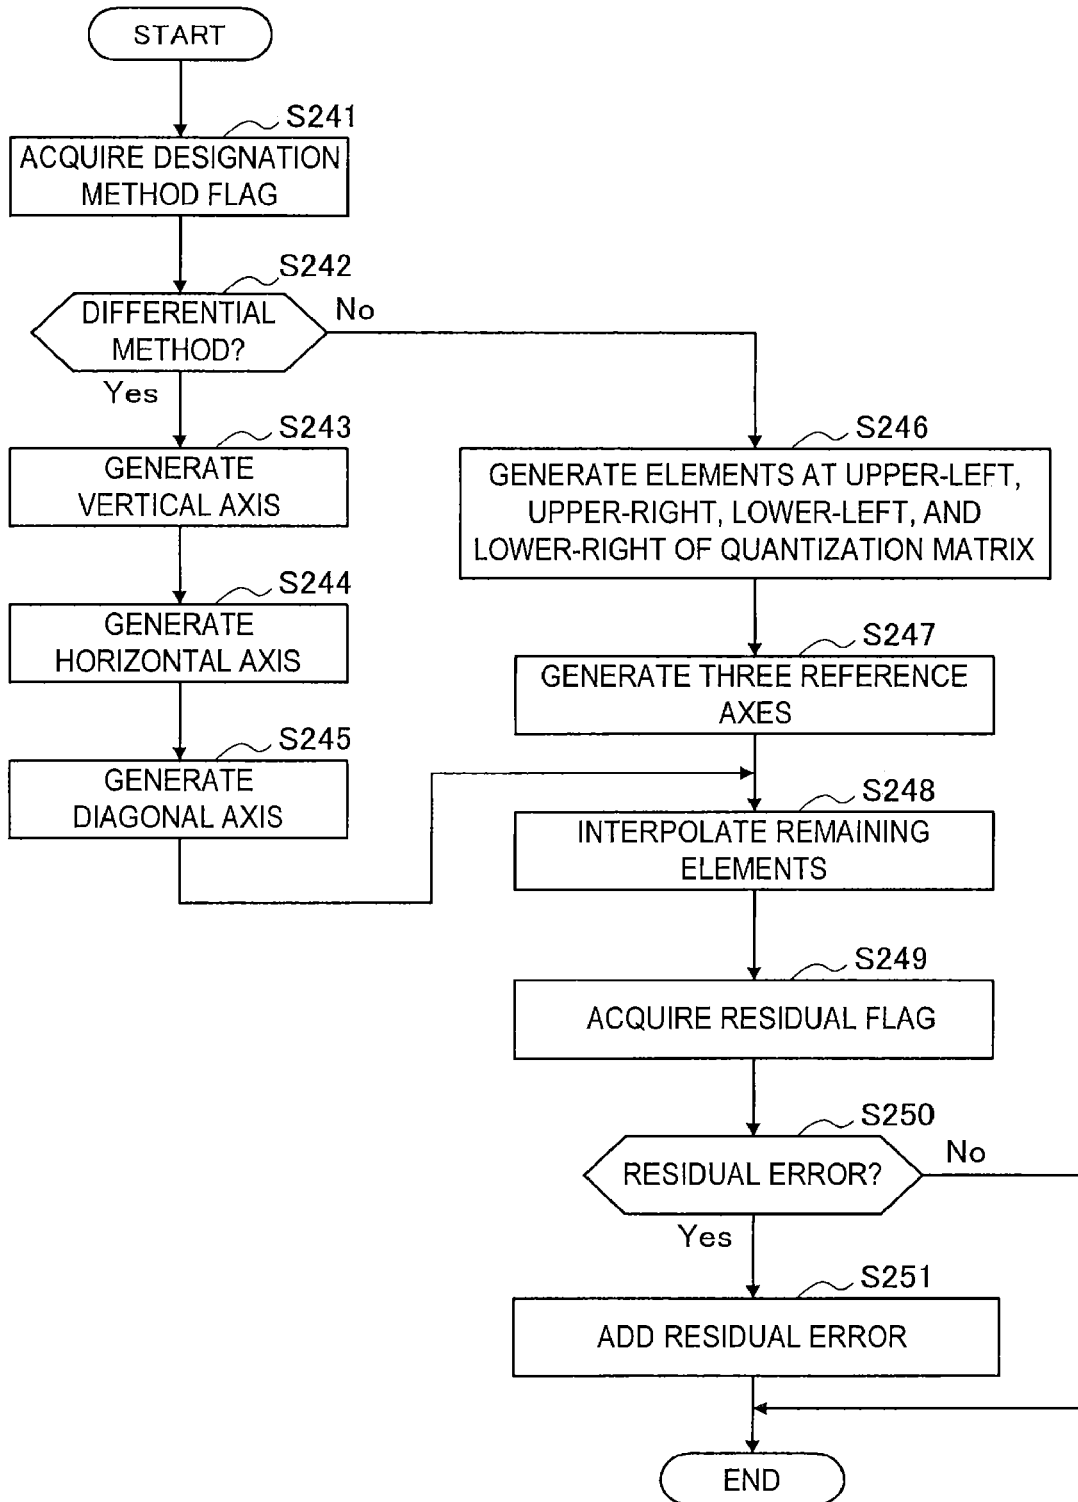 START
S241
ACQUIRE DESIGNATION
METHOD FLAG
S242
DIFFERENTIAL
METHOD?
No
Yes
S243
GENERATE
VERTICAL AXIS
S244
GENERATE
HORIZONTAL AXIS
S245
GENERATE
DIAGONAL AXIS
S246
GENERATE ELEMENTS AT UPPER-LEFT,
UPPER-RIGHT, LOWER-LEFT, AND
LOWER-RIGHT OF QUANTIZATION MATRIX
S247
GENERATE THREE REFERENCE
AXES
S248
INTERPOLATE REMAINING
ELEMENTS
S249
ACQUIRE RESIDUAL FLAG
S250
RESIDUAL ERROR?
No
Yes
S251
ADD RESIDUAL ERROR
END